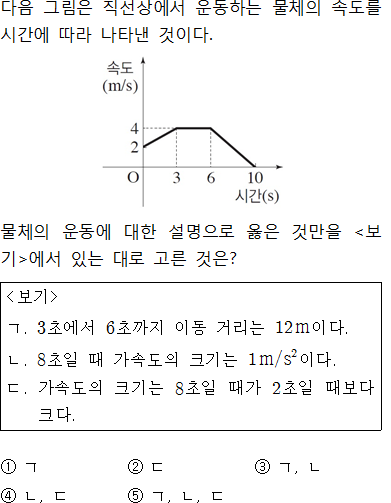 다음 그림은 직선상에서 운동하는 물체의 속도를
시간에 따라 나타낸 것이다.
속도
(m/s)
4
2
O 3 6 10
시간(s)
물체의 운동에 대한 설명으로 옳은 것만을 <보
기>에서 있는 대로 고른 것은?
<보기>
ㄱ. 3초에서 6초까지 이동 거리는 12m이다.
ㄴ. 8초일 때 가속도의 크기는 1m/s²이다.
ㄷ. 가속도의 크기는 8초일 때가 2초일 때보다
크다.
① ㄱ ② ㄷ ③ ㄱ, ㄴ
④ ㄴ, ㄷ ⑤ ㄱ, ㄴ, ㄷ